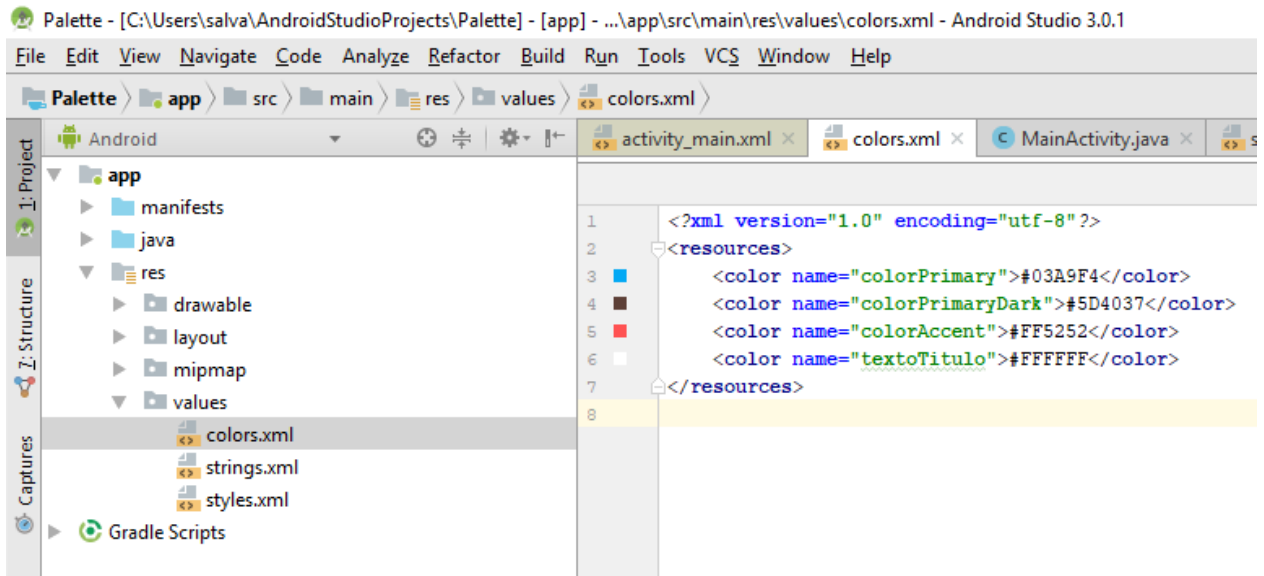 Palette - [C:\Users\salva\AndroidStudioProjects\Palette] - [app] - ...\app\src\main\res\values\colors.xml - Android Studio 3.0.1
File Edit View Navigate Code Analyze Refactor Build Run Tools VCS Window Help
Palette app src main res values colors.xml
1: Project
7: Structure
Captures
Android
app
manifests
java
res
drawable
layout
mipmap
values
colors.xml
strings.xml
styles.xml
Gradle Scripts
activity_main.xml colors.xml MainActivity.java s
1 <?xml version="1.0" encoding="utf-8"?>
2 <resources>
3 <color name="colorPrimary">#03A9F4</color>
4 <color name="colorPrimaryDark">#5D4037</color>
5 <color name="colorAccent">#FF5252</color>
6 <color name="textoTitulo">#FFFFFF</color>
7 </resources>
8